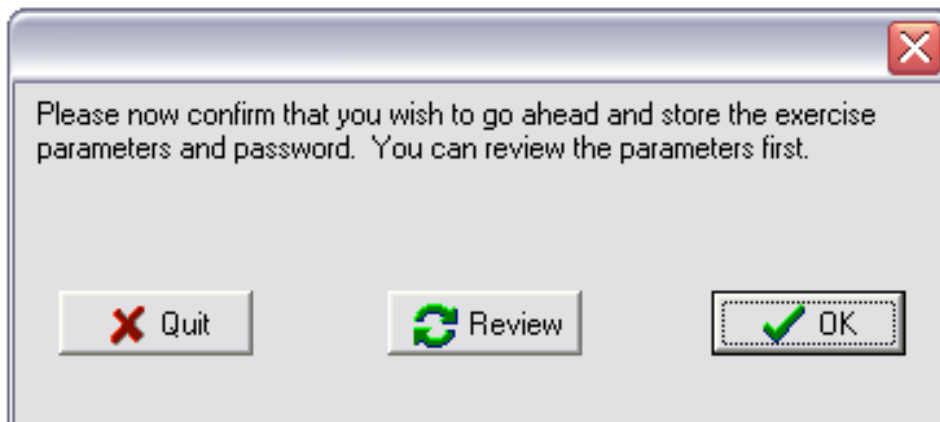 Please now confirm that you wish to go ahead and store the exercise
parameters and password.  You can review the parameters first.
Quit
Review
OK